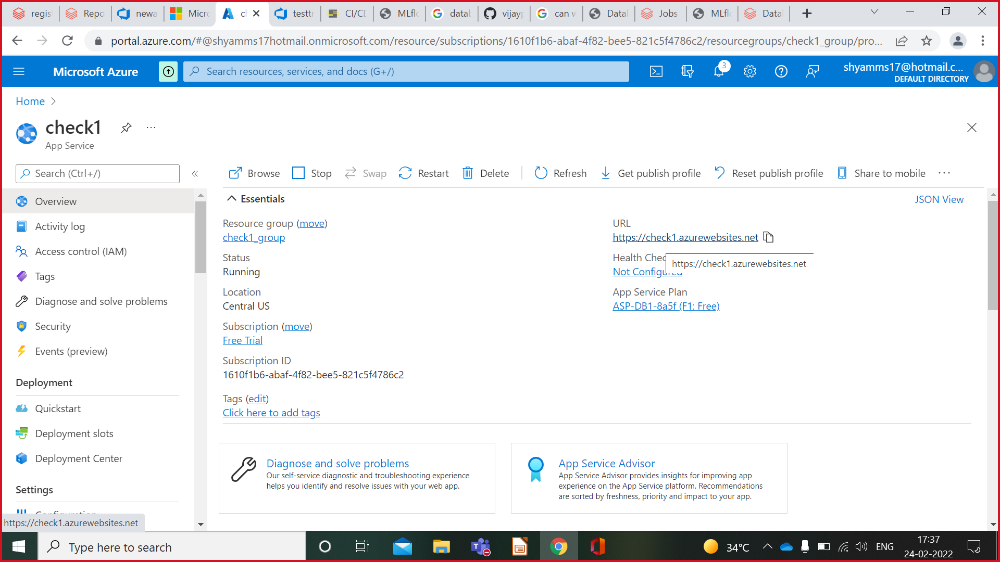 regis
Repo
newa
Micro
ch
testtr
CI/CD
MLflo
datab
vijayp
can w
Datab
Jobs
MLflo
Datab
portal.azure.com/#@shyamms17hotmail.onmicrosoft.com/resource/subscriptions/1610f1b6-abaf-4f82-bee5-821c5f4786c2/resourcegroups/check1_group/pro...
Microsoft Azure
Search resources, services, and docs (G+/)
3
shyamms17@hotmail.c...
DEFAULT DIRECTORY
Home
check1
App Service
Search (Ctrl+/)
Browse
Stop
Swap
Restart
Delete
Refresh
Get publish profile
Reset publish profile
Share to mobile
Overview
Activity log
Access control (IAM)
Tags
Diagnose and solve problems
Security
Events (preview)
Deployment
Quickstart
Deployment slots
Deployment Center
Settings
Configuration
https://check1.azurewebsites.net
Essentials
JSON View
Resource group (move)
check1_group
Status
Running
Location
Central US
Subscription (move)
Free Trial
Subscription ID
1610f1b6-abaf-4f82-bee5-821c5f4786c2
Tags (edit)
Click here to add tags
URL
https://check1.azurewebsites.net
Health Chec
https://check1.azurewebsites.net
Not Configured
App Service Plan
ASP-DB1-8a5f (F1: Free)
Diagnose and solve problems
Our self-service diagnostic and troubleshooting experience
helps you identify and resolve issues with your web app.
App Service Advisor
App Service Advisor provides insights for improving app
experience on the App Service platform. Recommendations
are sorted by freshness, priority and impact to your app.
Type here to search
34°C
ENG
17:37
24-02-2022